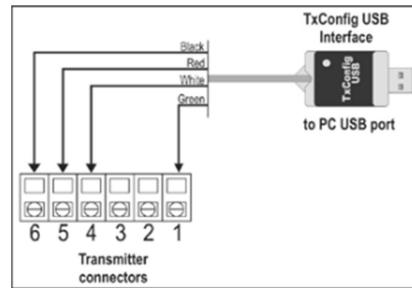 TxConfig USB
Interface
Black
Red
White
Green
TxConfig
USB
to PC USB port
6 5 4 3 2 1
Transmitter
connectors